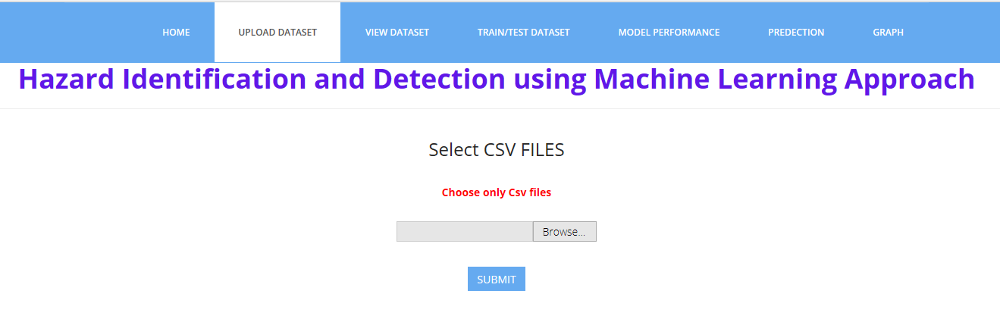 HOME UPLOAD DATASET VIEW DATASET TRAIN/TEST DATASET MODEL PERFORMANCE PREDECTION GRAPH
Hazard Identification and Detection using Machine Learning Approach
Select CSV FILES
Choose only Csv files
Browse...
SUBMIT